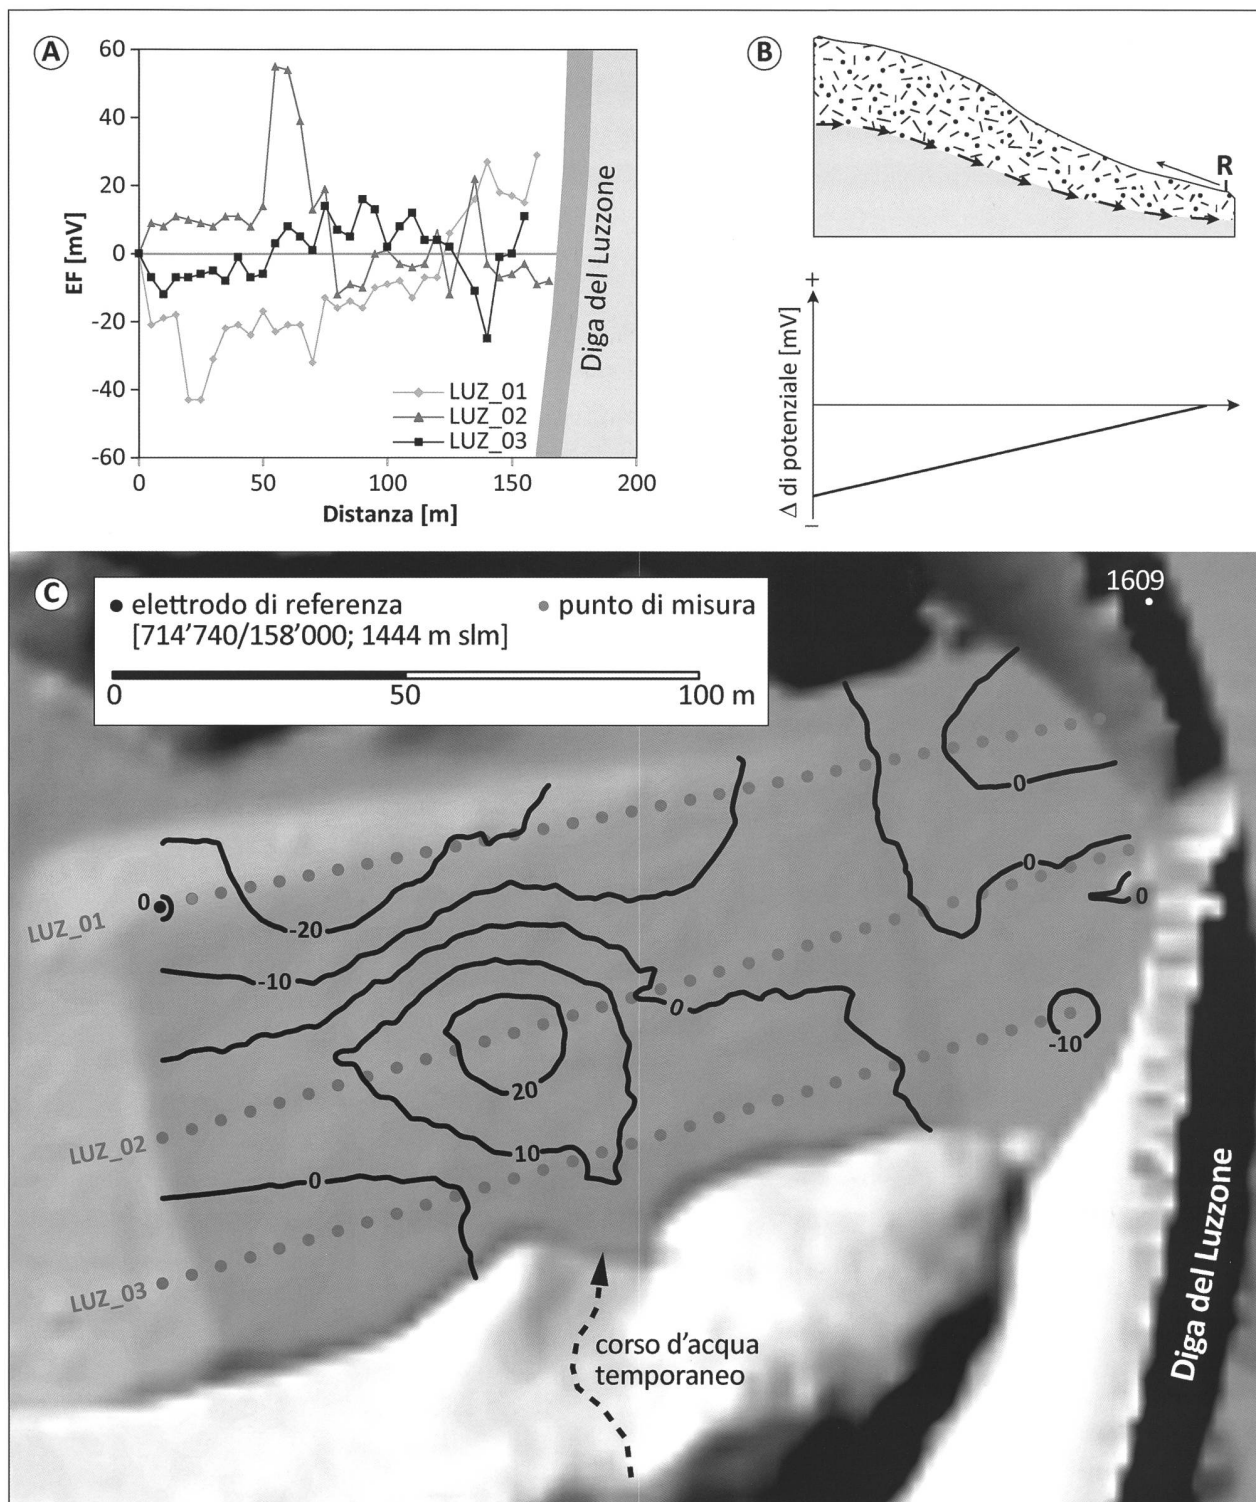 A
60
40
20
0
-20
-40
-60
EF [mV]
0
50
100
150
200
Distanza [m]
LUZ_01
LUZ_02
LUZ_03
Diga del Luzzone
B
R
+
Δ di potenziale [mV]
–
C
elettrodo di referenza
[714’740/158’000; 1444 m slm]
punto di misura
0
50
100 m
1609
0
0
0
0
LUZ_01
-20
-10
0
-10
20
LUZ_02
10
0
LUZ_03
corso d’acqua
temporaneo
Diga del Luzzone